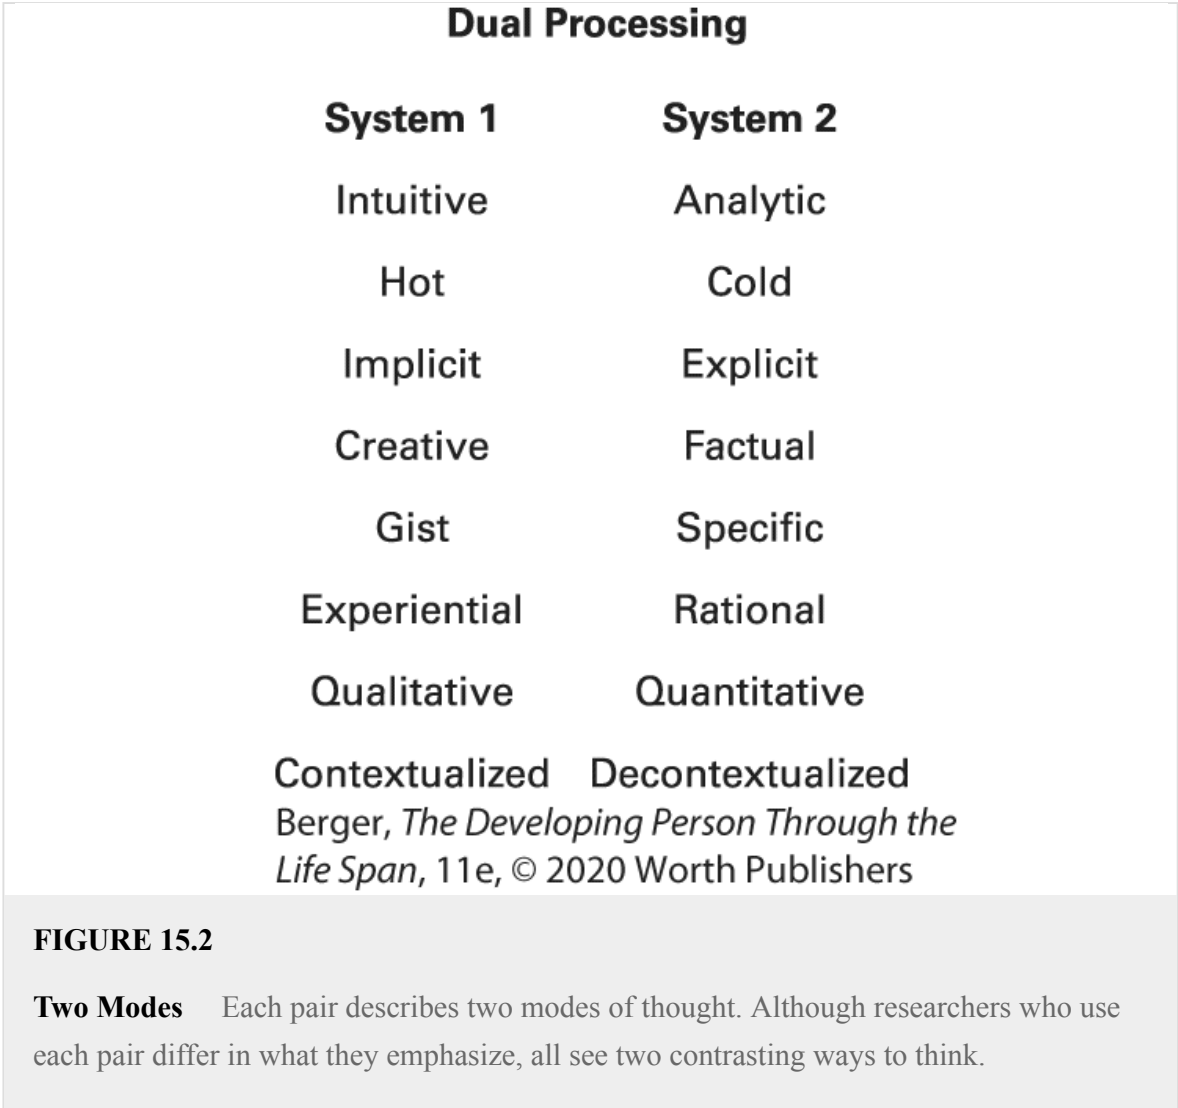 Dual Processing
System 1 System 2
Intuitive Analytic
Hot Cold
Implicit Explicit
Creative Factual
Gist Specific
Experiential Rational
Qualitative Quantitative
Contextualized Decontextualized
Berger, The Developing Person Through the
Life Span, 11e, © 2020 Worth Publishers
FIGURE 15.2
Two Modes Each pair describes two modes of thought. Although researchers who use
each pair differ in what they emphasize, all see two contrasting ways to think.